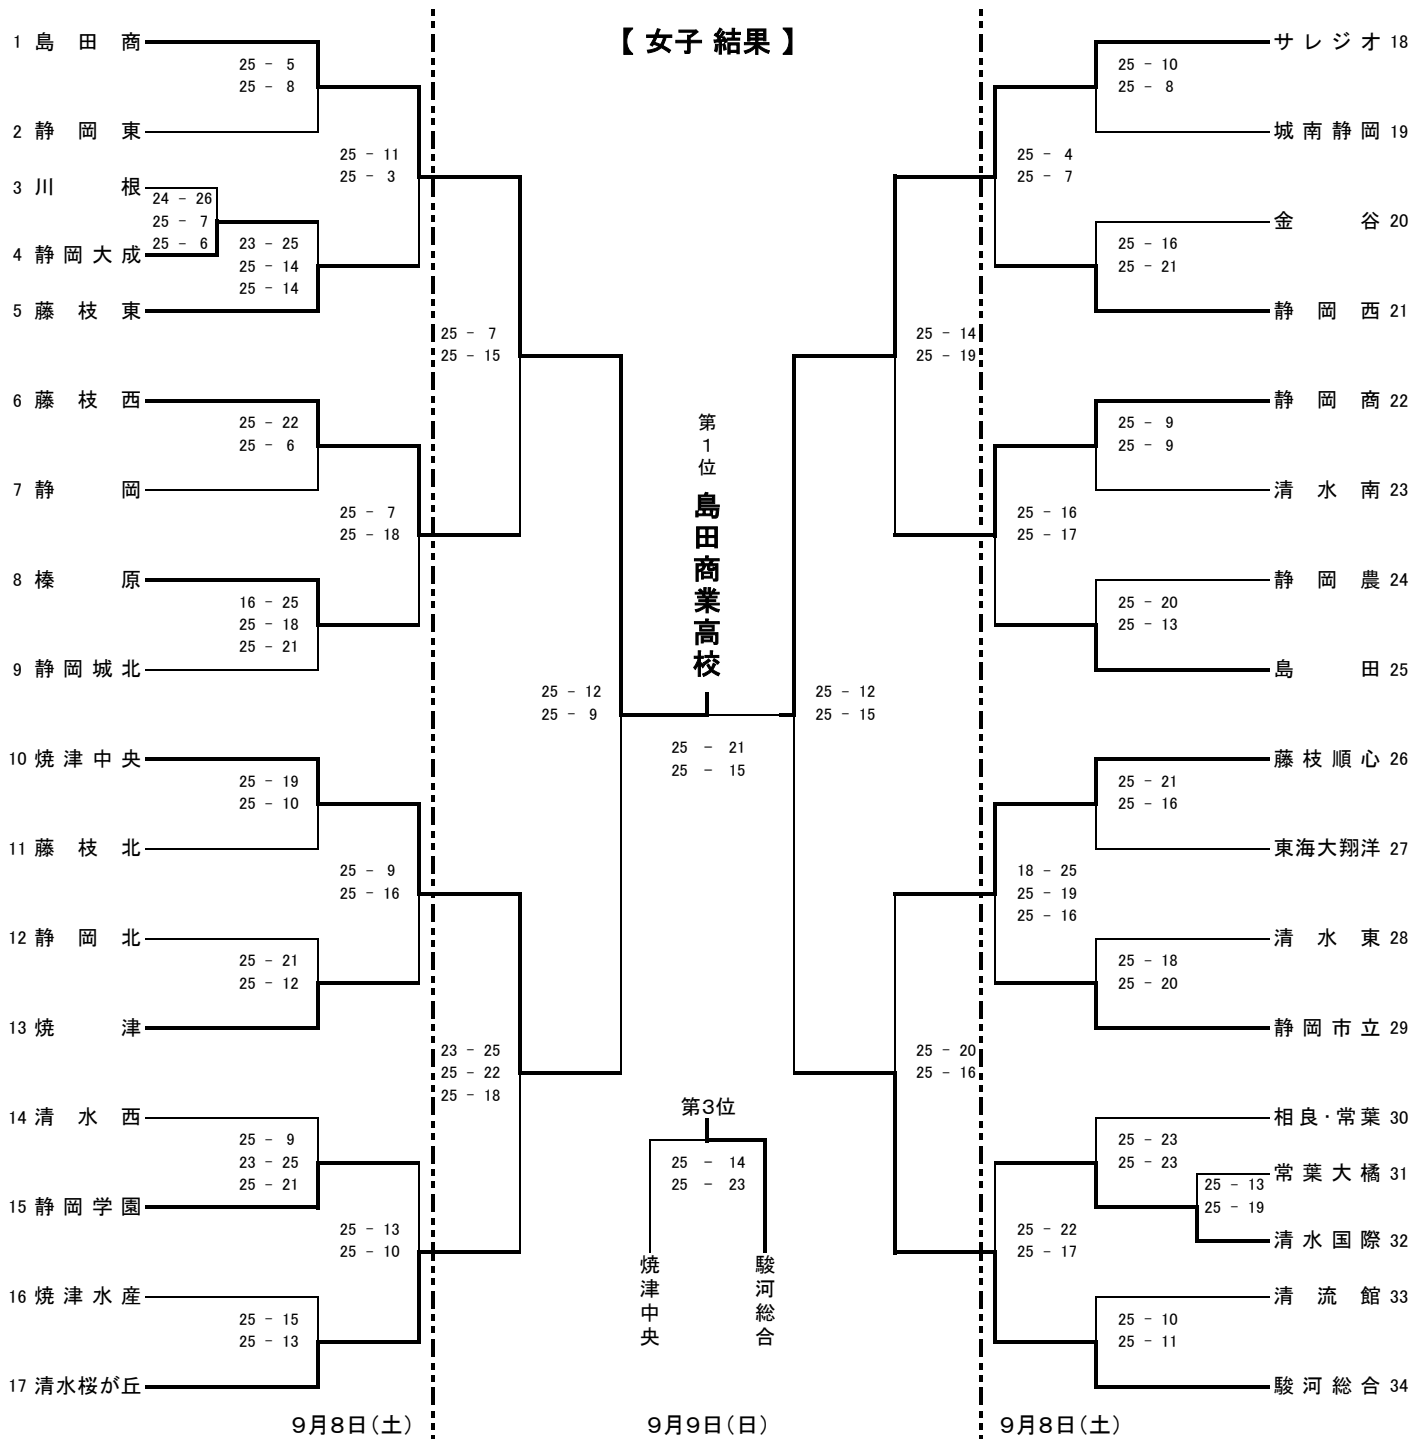 【 女子 結果 】
1 島田商
25 - 5
25 - 8
2 静岡東
25 - 11
25 - 3
3 川根
24 - 26
25 - 7
25 - 6
4 静岡大成
23 - 25
25 - 14
25 - 14
5 藤枝東
25 - 7
25 - 15
6 藤枝西
25 - 22
25 - 6
7 静岡
25 - 7
25 - 18
8 榛原
16 - 25
25 - 18
25 - 21
9 静岡城北
25 - 12
25 - 9
10 焼津中央
25 - 19
25 - 10
11 藤枝北
25 - 9
25 - 16
12 静岡北
25 - 21
25 - 12
13 焼津
23 - 25
25 - 22
25 - 18
14 清水西
25 - 9
23 - 25
25 - 21
15 静岡学園
25 - 13
25 - 10
16 焼津水産
25 - 15
25 - 13
17 清水桜が丘
第1位
島田商業高校
25 - 21
25 - 15
第3位
25 - 14
25 - 23
焼津中央
駿河総合
サレジオ 18
25 - 10
25 - 8
城南静岡 19
25 - 4
25 - 7
金谷 20
25 - 16
25 - 21
静岡西 21
25 - 14
25 - 19
静岡商 22
25 - 9
25 - 9
清水南 23
25 - 16
25 - 17
静岡農 24
25 - 20
25 - 13
島田 25
25 - 12
25 - 15
藤枝順心 26
25 - 21
25 - 16
東海大翔洋 27
18 - 25
25 - 19
25 - 16
清水東 28
25 - 18
25 - 20
静岡市立 29
25 - 20
25 - 16
相良・常葉 30
25 - 23
25 - 23
常葉大橘 31
25 - 13
25 - 19
清水国際 32
25 - 22
25 - 17
清流館 33
25 - 10
25 - 11
駿河総合 34
9月8日(土)
9月9日(日)
9月8日(土)